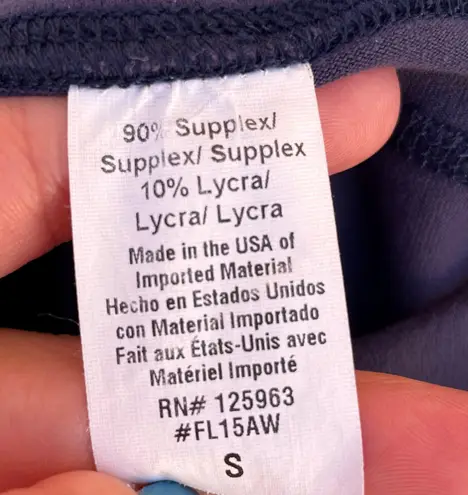 90% Supplex/
Supplex/ Supplex
10% Lycra/
Lycra/ Lycra
Made in the USA of
Imported Material
Hecho en Estados Unidos
con Material Importado
Fait aux États-Unis avec
Matériel Importé
RN# 125963
#FL15AW
S